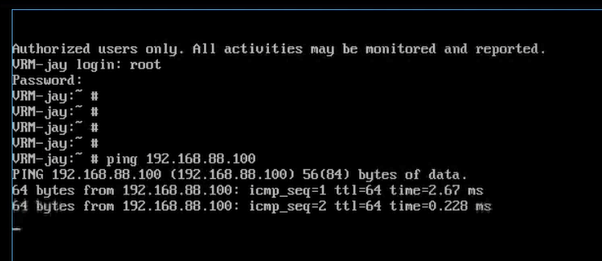 Authorized users only. All activities may be monitored and reported.
VRM-jay login: root
Password:
VRM-jay:~ #
VRM-jay:~ #
VRM-jay:~ #
VRM-jay:~ #
VRM-jay:~ # ping 192.168.88.100
PING 192.168.88.100 (192.168.88.100) 56(84) bytes of data.
64 bytes from 192.168.88.100: icmp_seq=1 ttl=64 time=2.67 ms
64 bytes from 192.168.88.100: icmp_seq=2 ttl=64 time=0.228 ms